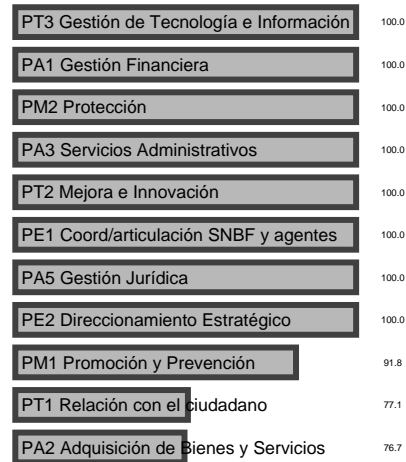 PT3 Gestión de Tecnología e Información 100.0
PA1 Gestión Financiera 100.0
PM2 Protección 100.0
PA3 Servicios Administrativos 100.0
PT2 Mejora e Innovación 100.0
PE1 Coord/articulación SNBF y agentes 100.0
PA5 Gestión Jurídica 100.0
PE2 Direccionamiento Estratégico 100.0
PM1 Promoción y Prevención 91.8
PT1 Relación con el ciudadano 77.1
PA2 Adquisición de Bienes y Servicios 76.7